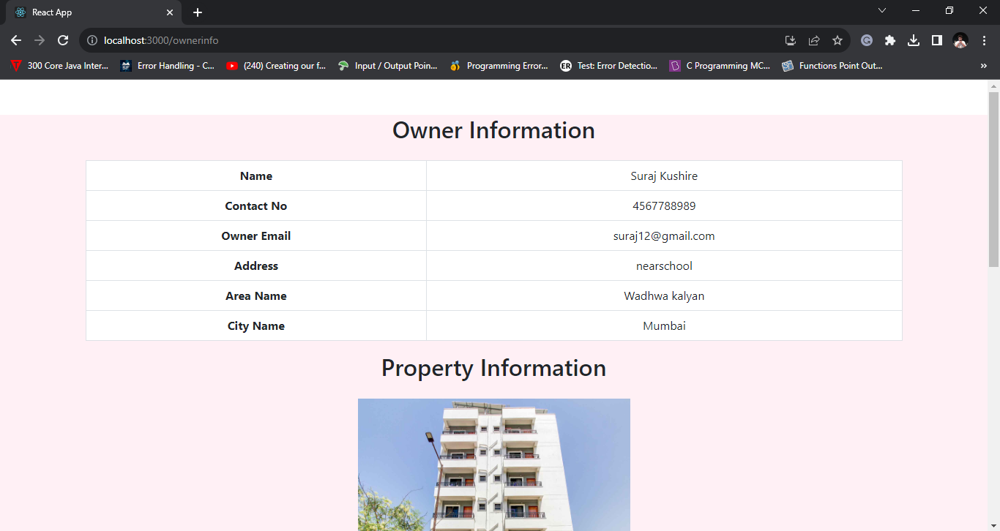 React App
localhost:3000/ownerinfo
300 Core Java Inter...
Error Handling - C...
(240) Creating our f...
Input / Output Poin...
Programming Error...
ER
Test: Error Detectio...
C Programming MC...
Functions Point Out...
Owner Information
Name Suraj Kushire
Contact No 4567788989
Owner Email suraj12@gmail.com
Address nearschool
Area Name Wadhwa kalyan
City Name Mumbai
Property Information